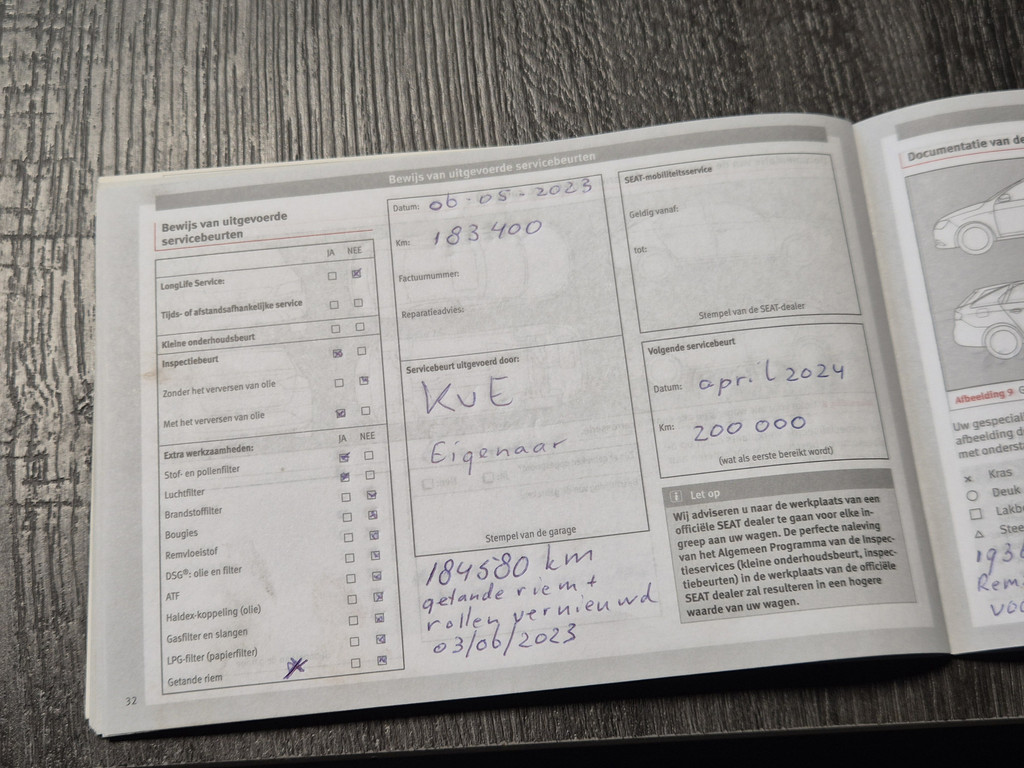 Bewijs van uitgevoerde servicebeurten
Bewijs van uitgevoerde
servicebeurten
JA NEE
LongLife Service:
Tijds- of afstandsafhankelijke service
Kleine onderhoudsbeurt
Inspectiebeurt
Zonder het verversen van olie
Met het verversen van olie
Extra werkzaamheden: JA NEE
Stof- en pollenfilter
Luchtfilter
Brandstoffilter
Bougies
Remvloeistof
DSG®: olie en filter
ATF
Haldex-koppeling (olie)
Gasfilter en slangen
LPG-filter (papierfilter)
Getande riem
32
Datum: 06-05-2023
Km: 183400
Factuurnummer:
Reparatieadvies:
Servicebeurt uitgevoerd door:
KvE
Eigenaar
Stempel van de garage
184580 km
getande riem +
rollen vernieuwd
03/06/2023
SEAT-mobiliteitsservice
Geldig vanaf:
tot:
Stempel van de SEAT-dealer
Volgende servicebeurt
Datum: april 2024
Km: 200 000
(wat als eerste bereikt wordt)
i Let op
Wij adviseren u naar de werkplaats van een
officiële SEAT dealer te gaan voor elke in-
greep aan uw wagen. De perfecte naleving
van het Algemeen Programma van de Inspec-
tieservices (kleine onderhoudsbeurt, inspec-
tiebeurten) in de werkplaats van de officiële
SEAT dealer zal resulteren in een hogere
waarde van uw wagen.
Documentatie van de
Afbeelding 9
Uw gespecial
afbeelding d
met onderst
x Kras
Deuk
Lakb
Stee
Rem
voo